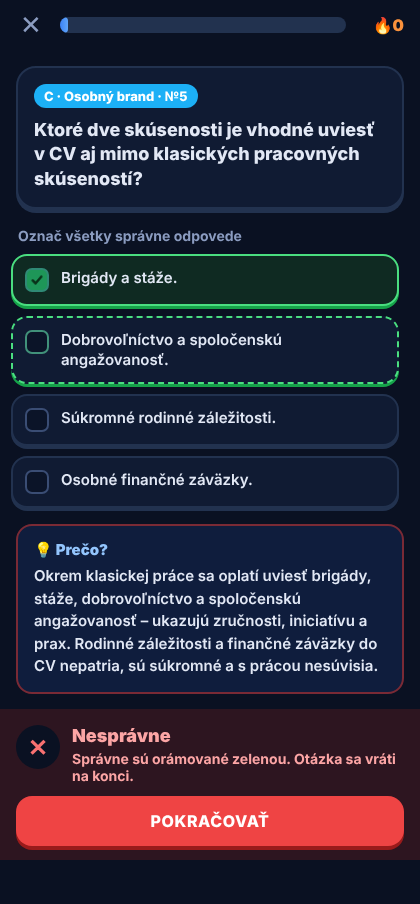 🔥0
C · Osobný brand · №5
Ktoré dve skúsenosti je vhodné uviesť
v CV aj mimo klasických pracovných
skúseností?
Označ všetky správne odpovede
Brigády a stáže.
Dobrovoľníctvo a spoločenskú
angažovanosť.
Súkromné rodinné záležitosti.
Osobné finančné záväzky.
💡 Prečo?
Okrem klasickej práce sa oplatí uviesť brigády,
stáže, dobrovoľníctvo a spoločenskú
angažovanosť – ukazujú zručnosti, iniciatívu a
prax. Rodinné záležitosti a finančné záväzky do
CV nepatria, sú súkromné a s prácou nesúvisia.
Nesprávne
Správne sú orámované zelenou. Otázka sa vráti
na konci.
POKRAČOVAŤ